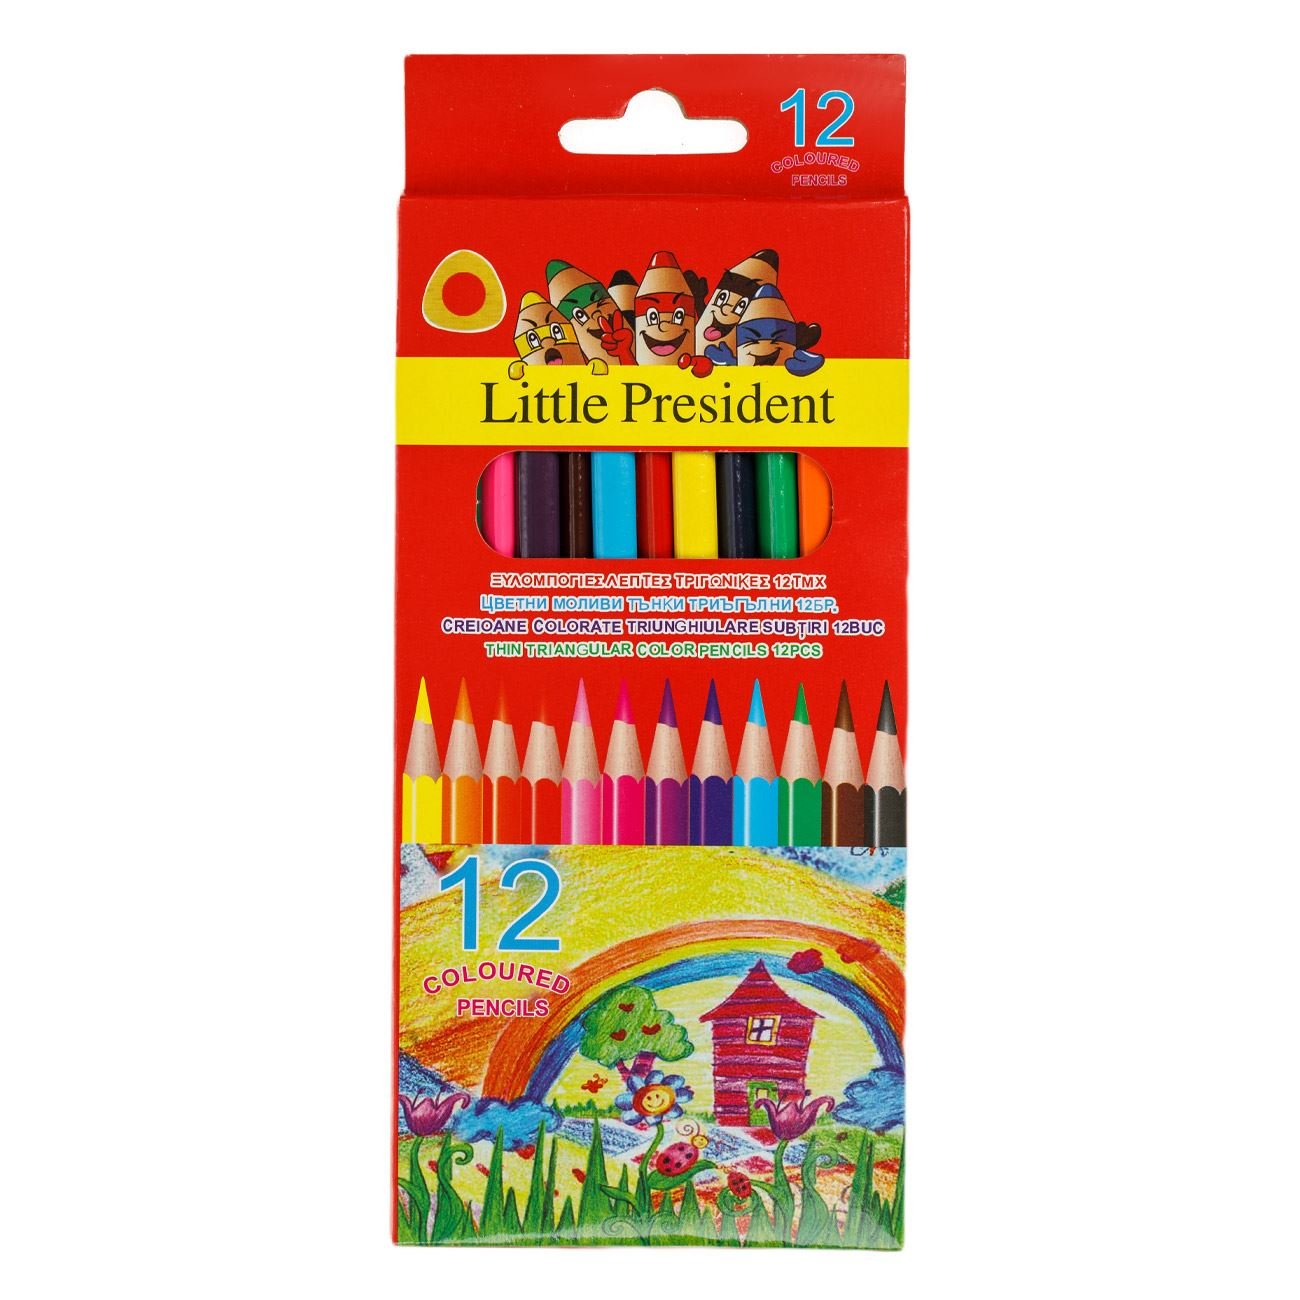 12
COLOURED
PENCILS
Little President
ΞΥΛΟΜΠΟΓΙΕΣ ΛΕΠΤΕΣ ΤΡΙΓΩΝΙΚΕΣ 12ΤΜΧ
ЦВЕТНИ МОЛИВИ ТЪНКИ ТРИЪГЪЛНИ 12БР.
CREIOANE COLORATE TRIUNGHIULARE SUBȚIRI 12BUC
THIN TRIANGULAR COLOR PENCILS 12PCS
12
COLOURED
PENCILS